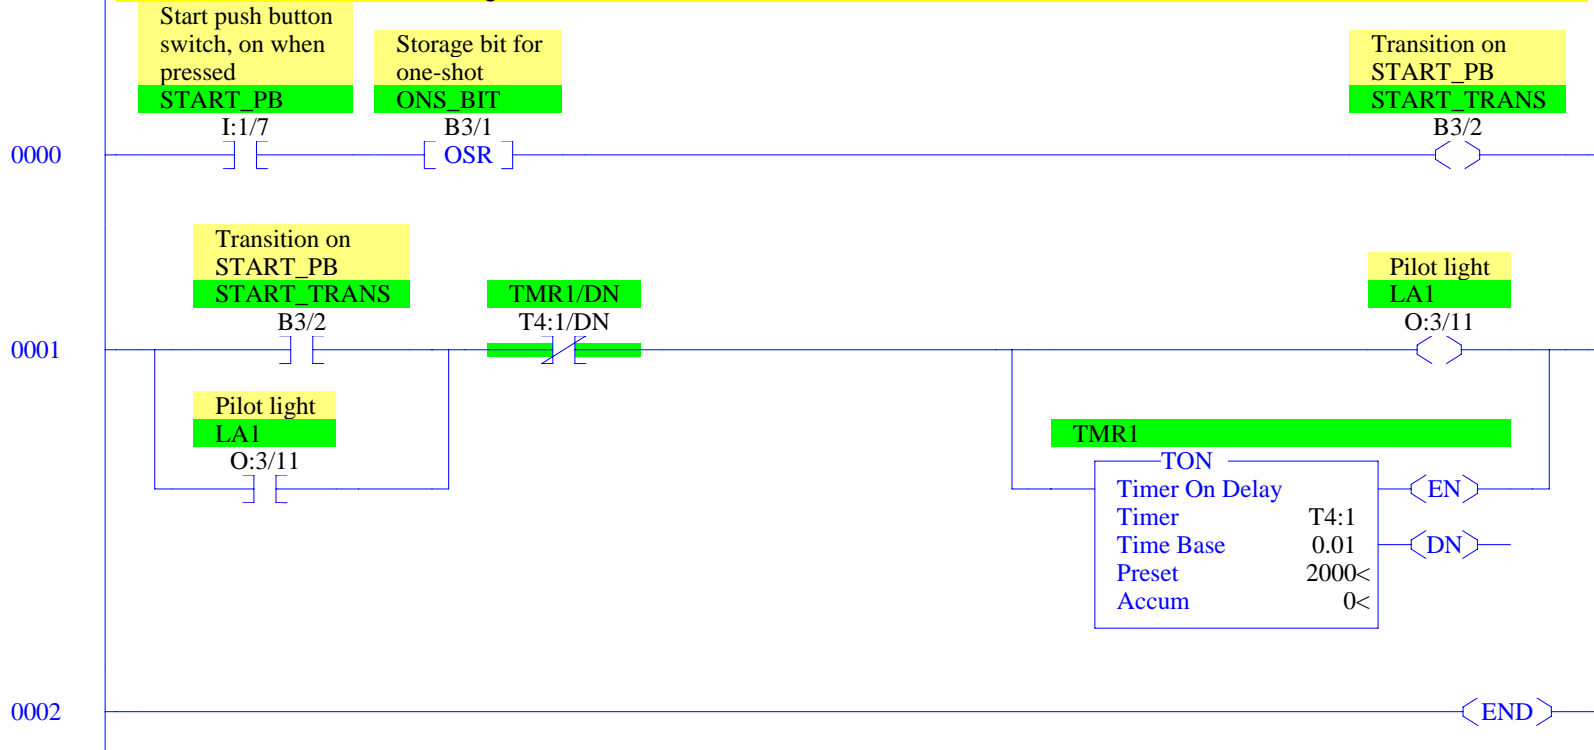 Start push button
switch, on when
pressed
START_PB
I:1/7
Storage bit for
one-shot
ONS_BIT
B3/1
OSR
Transition on
START_PB
START_TRANS
B3/2
0000
Transition on
START_PB
START_TRANS
B3/2
TMR1/DN
T4:1/DN
Pilot light
LA1
O:3/11
0001
Pilot light
LA1
O:3/11
TMR1
TON
Timer On Delay
Timer T4:1
Time Base 0.01
Preset 2000<
Accum 0<
EN
DN
0002
END